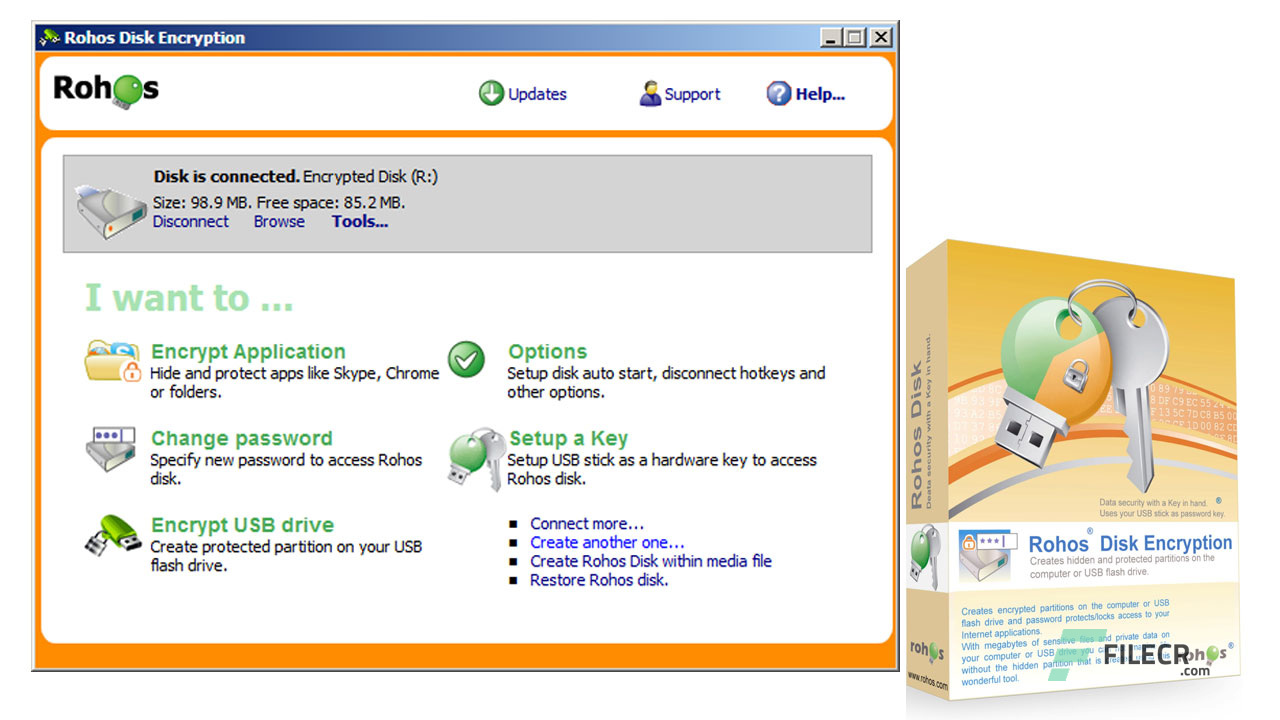 Rohos Disk Encryption
Rohos
Updates
Support
Help...
Disk is connected. Encrypted Disk (R:)
Size: 98.9 MB. Free space: 85.2 MB.
Disconnect Browse Tools...
I want to ...
Encrypt Application
Hide and protect apps like Skype, Chrome
or folders.
Options
Setup disk auto start, disconnect hotkeys and
other options.
Change password
Specify new password to access Rohos
disk.
Setup a Key
Setup USB stick as a hardware key to access
Rohos disk.
Encrypt USB drive
Create protected partition on your USB
flash drive.
Connect more...
Create another one...
Create Rohos Disk within media file
Restore Rohos disk.
Rohos Disk
Deata security with a Key in hand.
Data security with a Key in hand. ®
Uses your USB stick as password key.
Rohos® Disk Encryption
Creates hidden and protected partitions on the
computer or USB flash drive.
Creates encrypted partitions on the computer or USB
flash drive and password protects/locks access to your
Internet applications.
With megabytes of sensitive files and private data on
your computer or USB drive you
without the hidden partition that is
wonderful tool.
rohos
www.rohos.com
FILECR
.com
rohos®